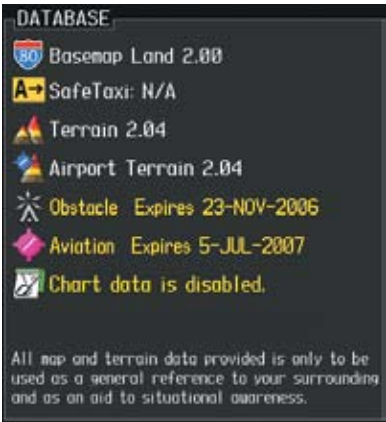 DATABASE
80 Basemap Land 2.00
A→ SafeTaxi: N/A
Terrain 2.04
Airport Terrain 2.04
Obstacle Expires 23-NOV-2006
Aviation Expires 5-JUL-2007
Chart data is disabled.
All map and terrain data provided is only to be
used as a general reference to your surrounding
and as an aid to situational awareness.